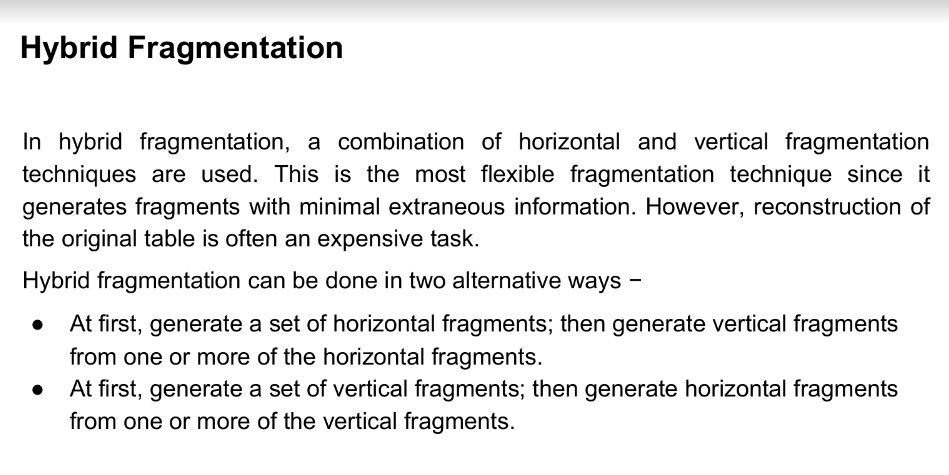 Hybrid Fragmentation
In hybrid fragmentation, a combination of horizontal and vertical fragmentation
techniques are used. This is the most flexible fragmentation technique since it
generates fragments with minimal extraneous information. However, reconstruction of
the original table is often an expensive task.
Hybrid fragmentation can be done in two alternative ways −
● At first, generate a set of horizontal fragments; then generate vertical fragments
from one or more of the horizontal fragments.
● At first, generate a set of vertical fragments; then generate horizontal fragments
from one or more of the vertical fragments.